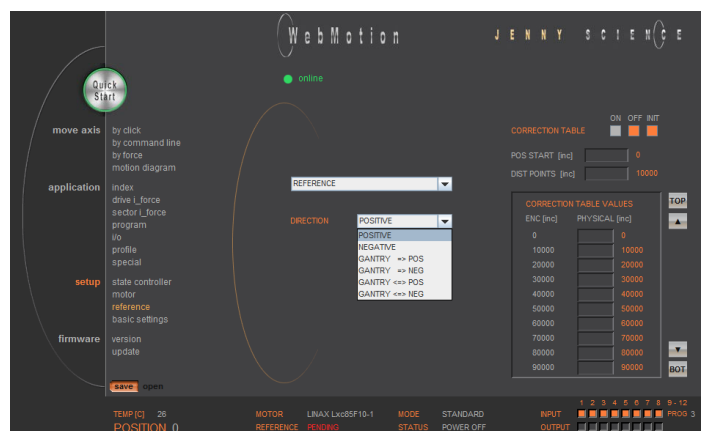 WebMotion
JENNY SCIENCE
Quick
Start
online
move axis
by click
by command line
by force
motion diagram
application
index
drive i_force
sector i_force
program
i/o
profile
special
setup
state controller
motor
reference
basic settings
firmware
version
update
save open
REFERENCE
DIRECTION POSITIVE
POSITIVE
NEGATIVE
GANTRY => POS
GANTRY => NEG
GANTRY <=> POS
GANTRY <=> NEG
ON OFF INIT
CORRECTION TABLE
POS START [inc] 0
DIST POINTS [inc] 10000
CORRECTION TABLE VALUES
ENC [inc] PHYSICAL [inc]
0 0
10000 10000
20000 20000
30000 30000
40000 40000
50000 50000
60000 60000
70000 70000
80000 80000
90000 90000
TOP
BOT
1 2 3 4 5 6 7 8 9 - 12
TEMP [C] 26 MOTOR LINAX Lxc85F10-1 MODE STANDARD INPUT PROG 3
POSITION 0 REFERENCE PENDING STATUS POWER OFF OUTPUT